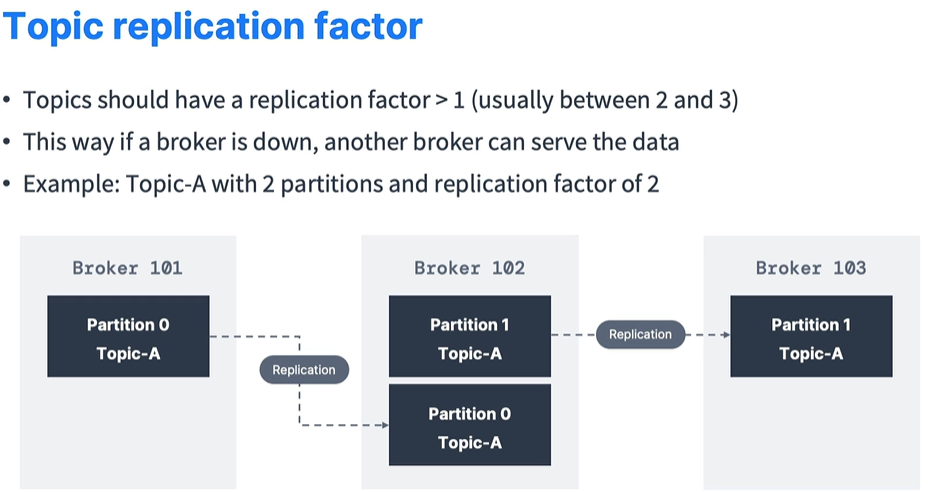 Topic replication factor
• Topics should have a replication factor > 1 (usually between 2 and 3)
• This way if a broker is down, another broker can serve the data
• Example: Topic-A with 2 partitions and replication factor of 2
Broker 101
Partition 0
Topic-A
Replication
Broker 102
Partition 1
Topic-A
Partition 0
Topic-A
Replication
Broker 103
Partition 1
Topic-A